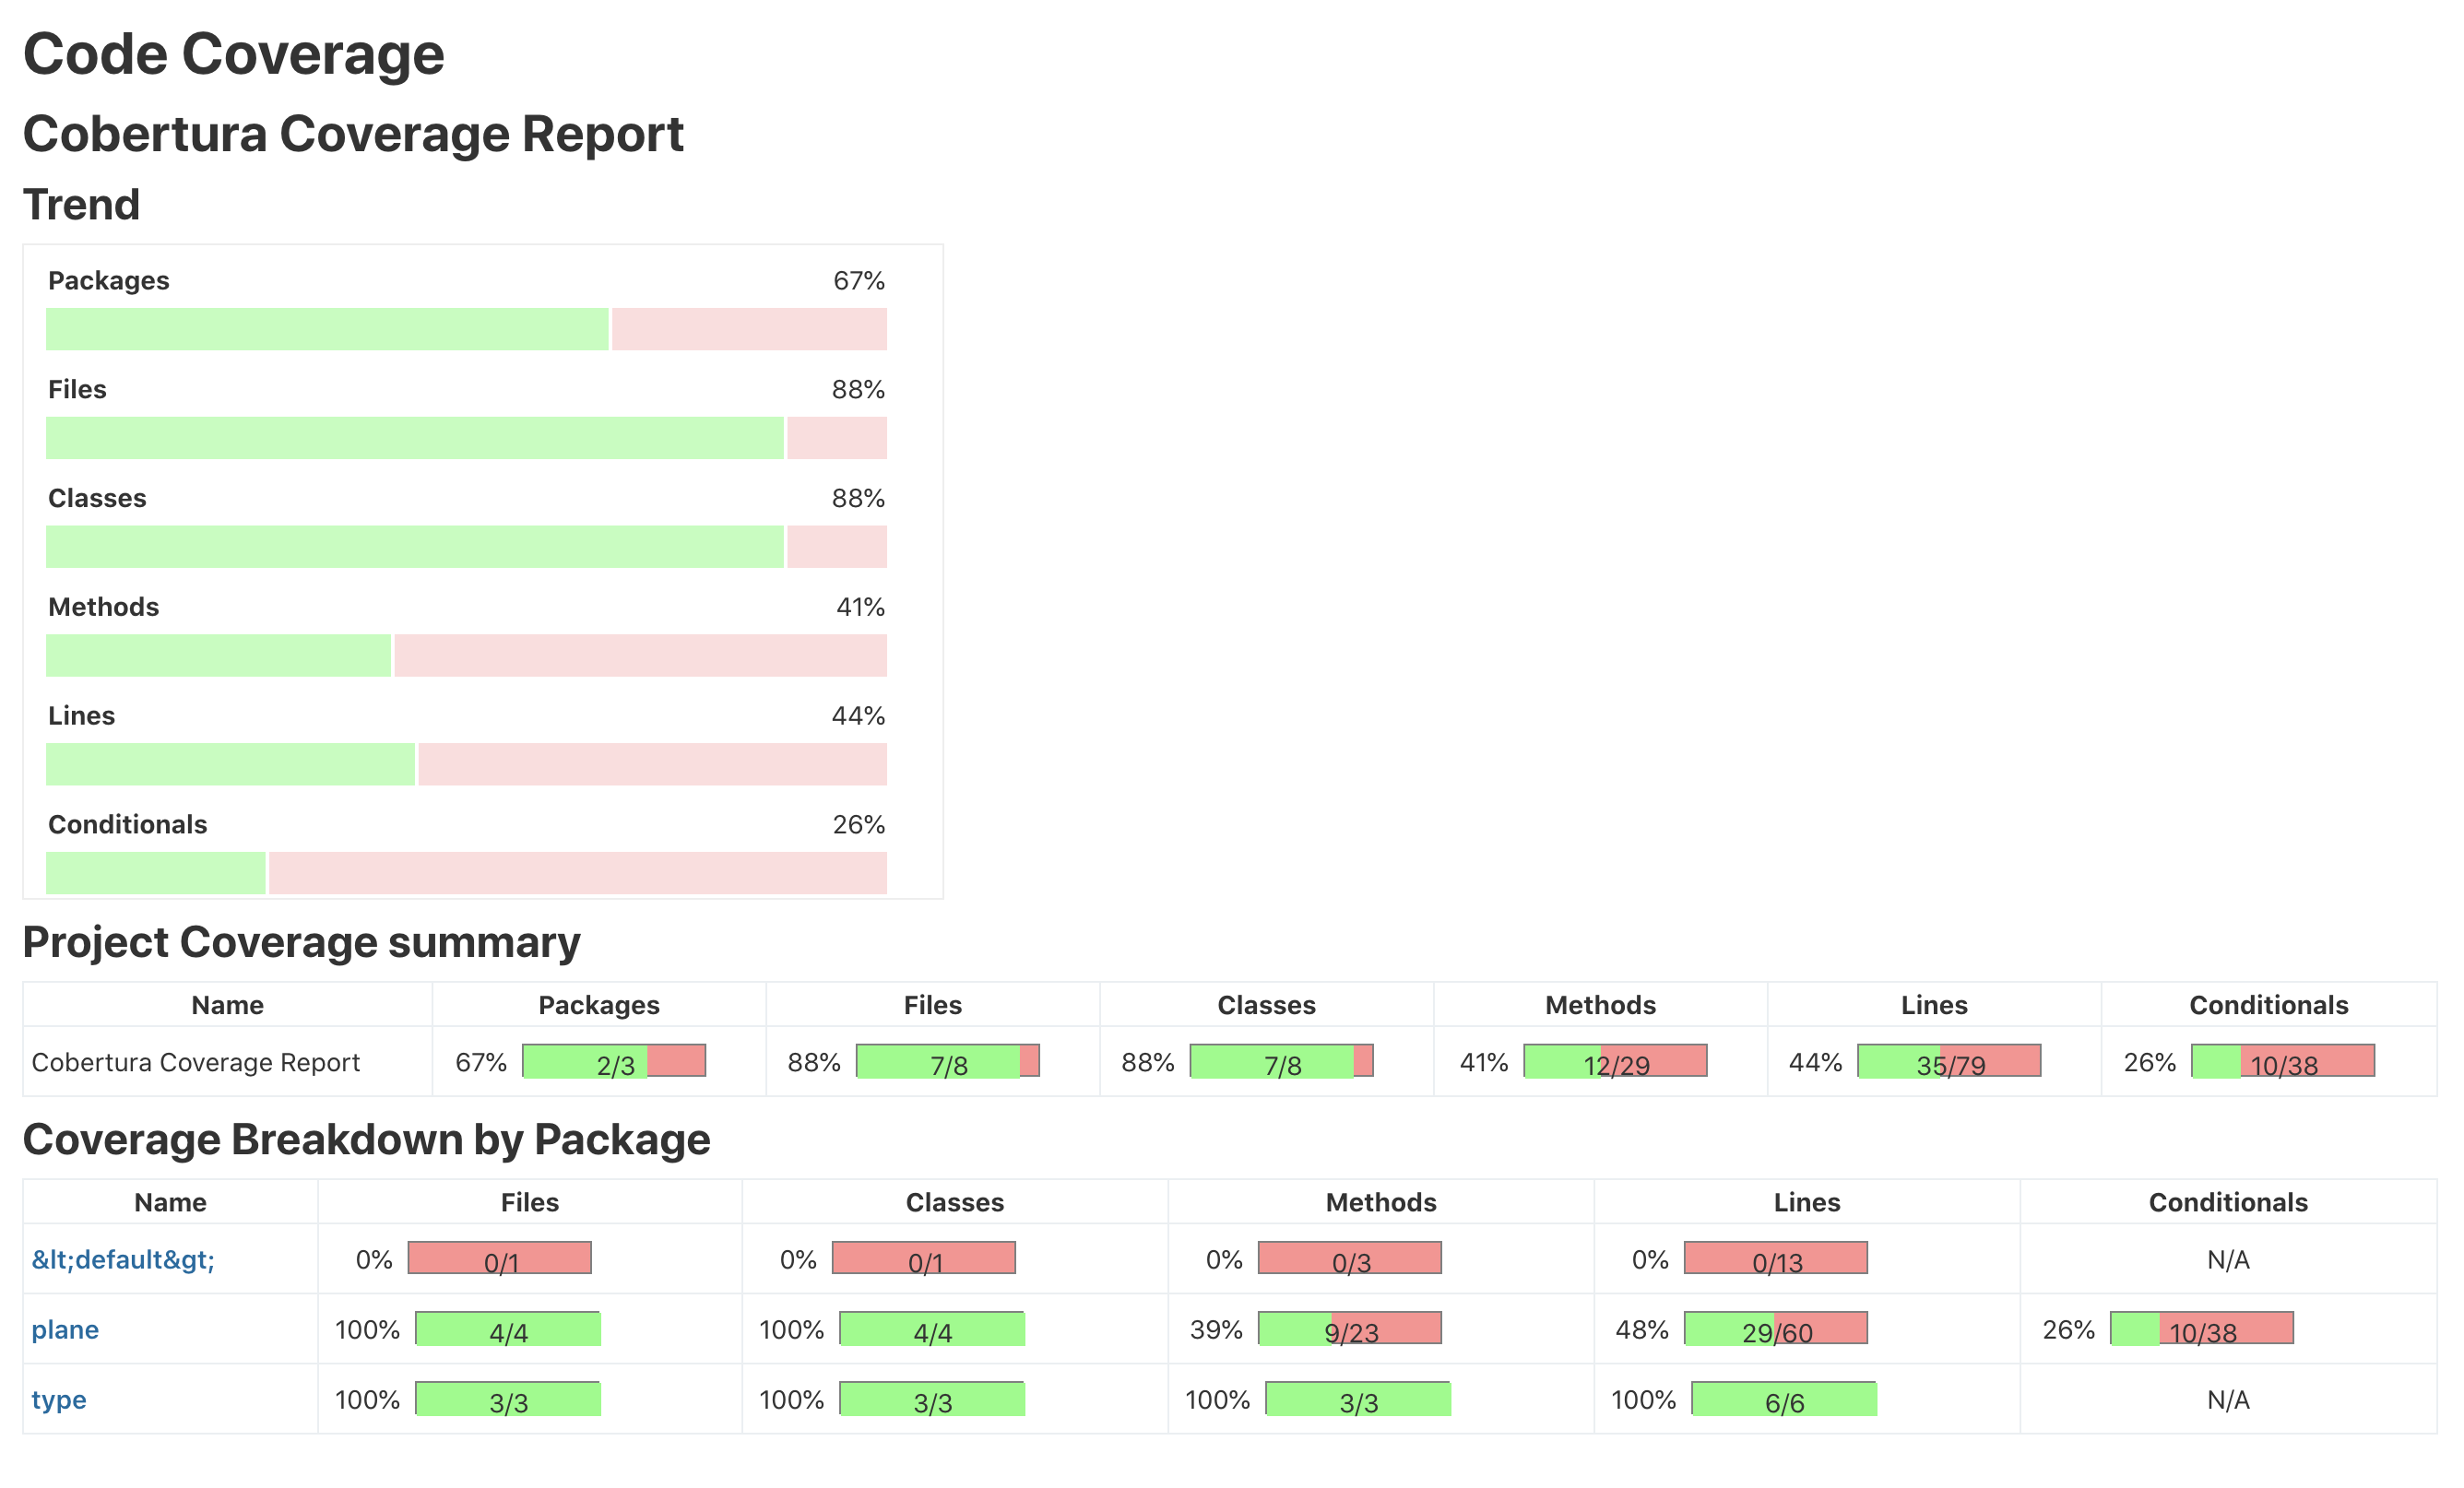 Code Coverage
Cobertura Coverage Report
Trend
Packages 67%
Files 88%
Classes 88%
Methods 41%
Lines 44%
Conditionals 26%
Project Coverage summary
Name Packages Files Classes Methods Lines Conditionals
Cobertura Coverage Report 67% 2/3 88% 7/8 88% 7/8 41% 12/29 44% 35/79 26% 10/38
Coverage Breakdown by Package
Name Files Classes Methods Lines Conditionals
&lt;default&gt; 0% 0/1 0% 0/1 0% 0/3 0% 0/13 N/A
plane 100% 4/4 100% 4/4 39% 9/23 48% 29/60 26% 10/38
type 100% 3/3 100% 3/3 100% 3/3 100% 6/6 N/A